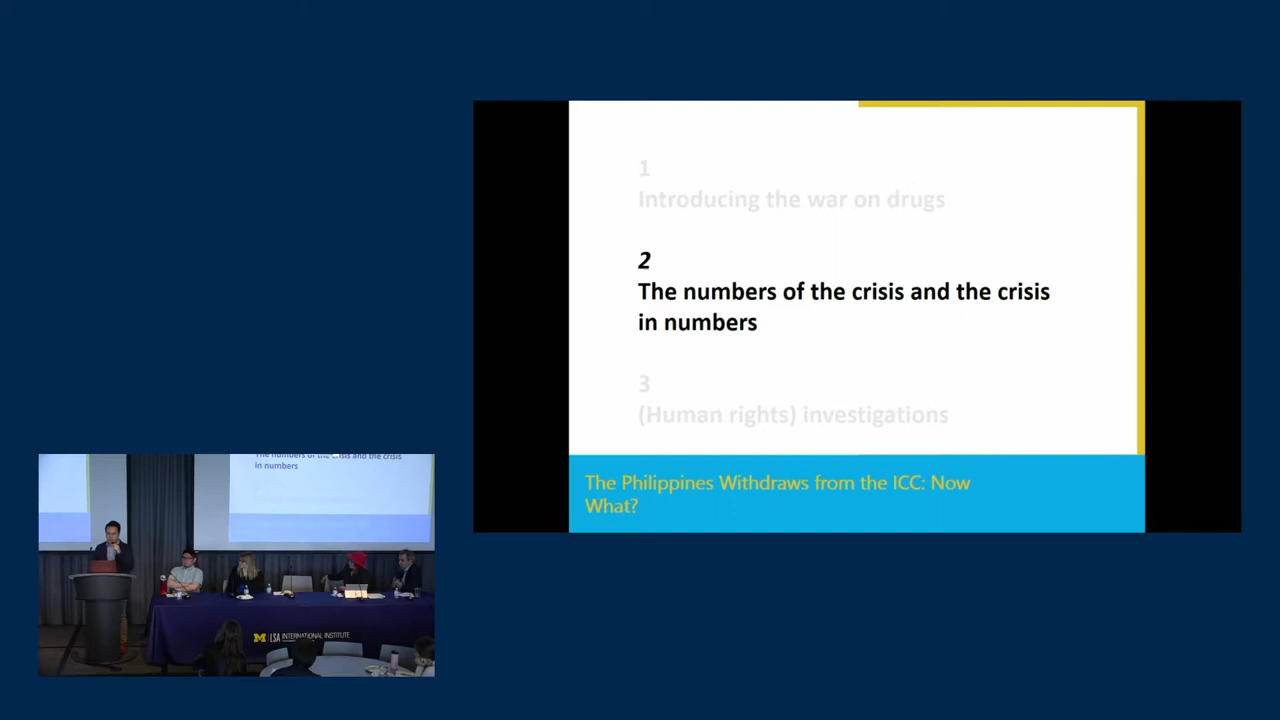 1
Introducing the war on drugs
2
The numbers of the crisis and the crisis
in numbers
3
(Human rights) investigations
The Philippines Withdraws from the ICC: Now
What?
The numbers of the crisis and the crisis
in numbers
M LSA INTERNATIONAL INSTITUTE